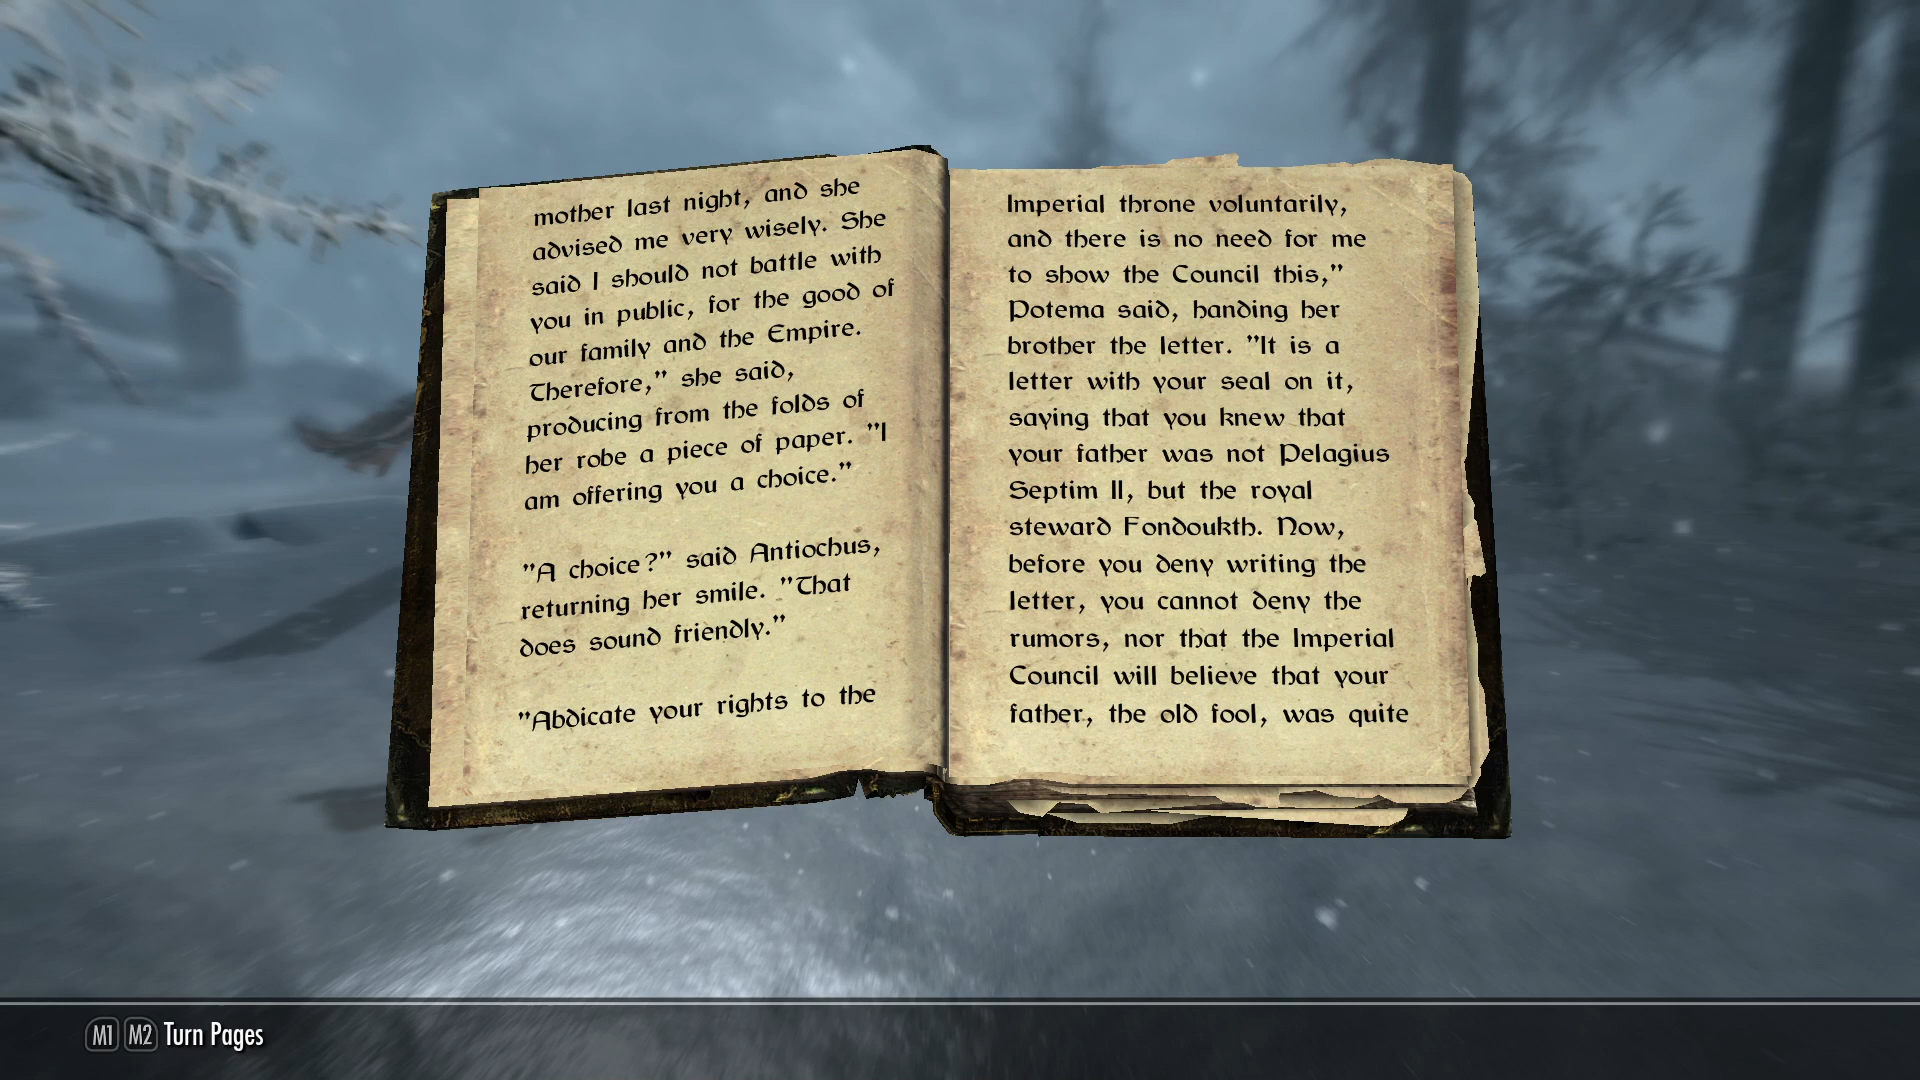 mother last night, and she
advised me very wisely. She
said I should not battle with
you in public, for the good of
our family and the Empire.
Therefore," she said,
producing from the folds of
her robe a piece of paper. "I
am offering you a choice."
"A choice?" said Antiochus,
returning her smile. "That
does sound friendly."
"Abdicate your rights to the
Imperial throne voluntarily,
and there is no need for me
to show the Council this,"
Potema said, handing her
brother the letter. "It is a
letter with your seal on it,
saying that you knew that
your father was not Pelagius
Septim II, but the royal
steward Fondoukth. Now,
before you deny writing the
letter, you cannot deny the
rumors, nor that the Imperial
Council will believe that your
father, the old fool, was quite
M1 M2 Turn Pages